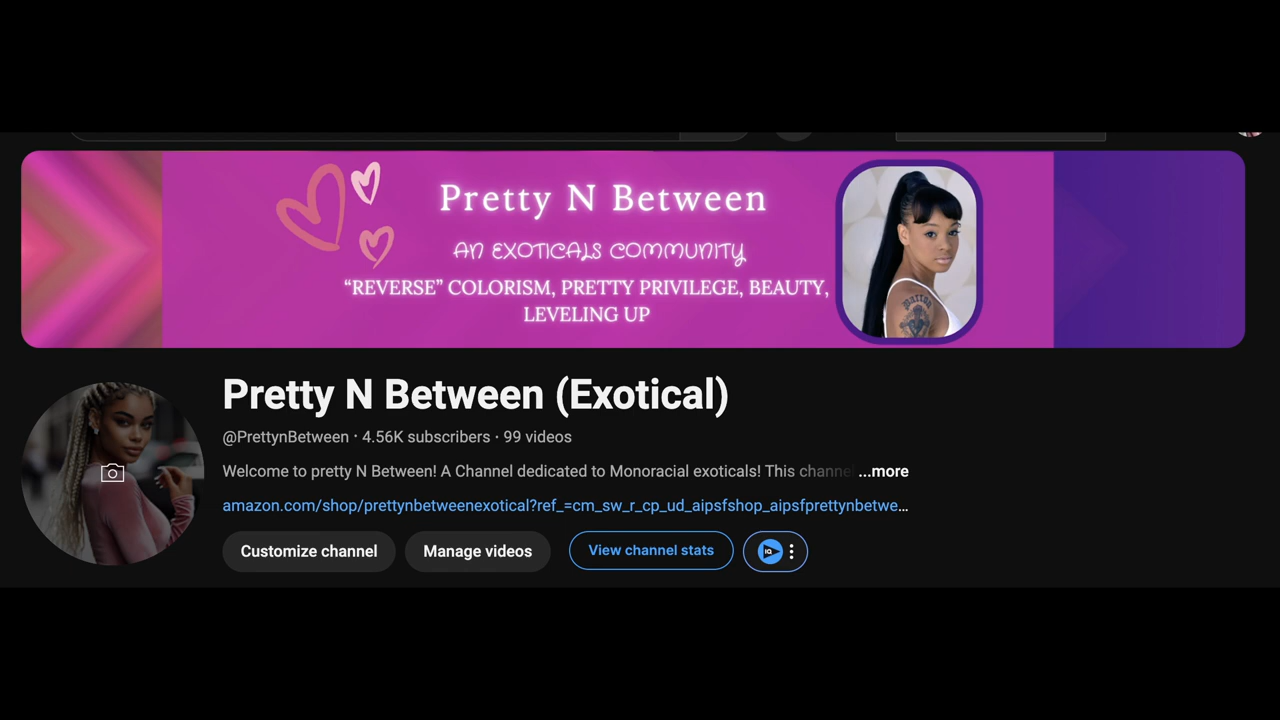 Pretty N Between
AN EXOTICALS COMMUNITY
“REVERSE” COLORISM, PRETTY PRIVILEGE, BEAUTY,
LEVELING UP
Pretty N Between (Exotical)
@PrettynBetween · 4.56K subscribers · 99 videos
Welcome to pretty N Between! A Channel dedicated to Monoracial exoticals! This channe ...more
amazon.com/shop/prettynbetweenexotical?ref_=cm_sw_r_cp_ud_aipsfshop_aipsfprettynbetwe...
Customize channel Manage videos View channel stats IQ